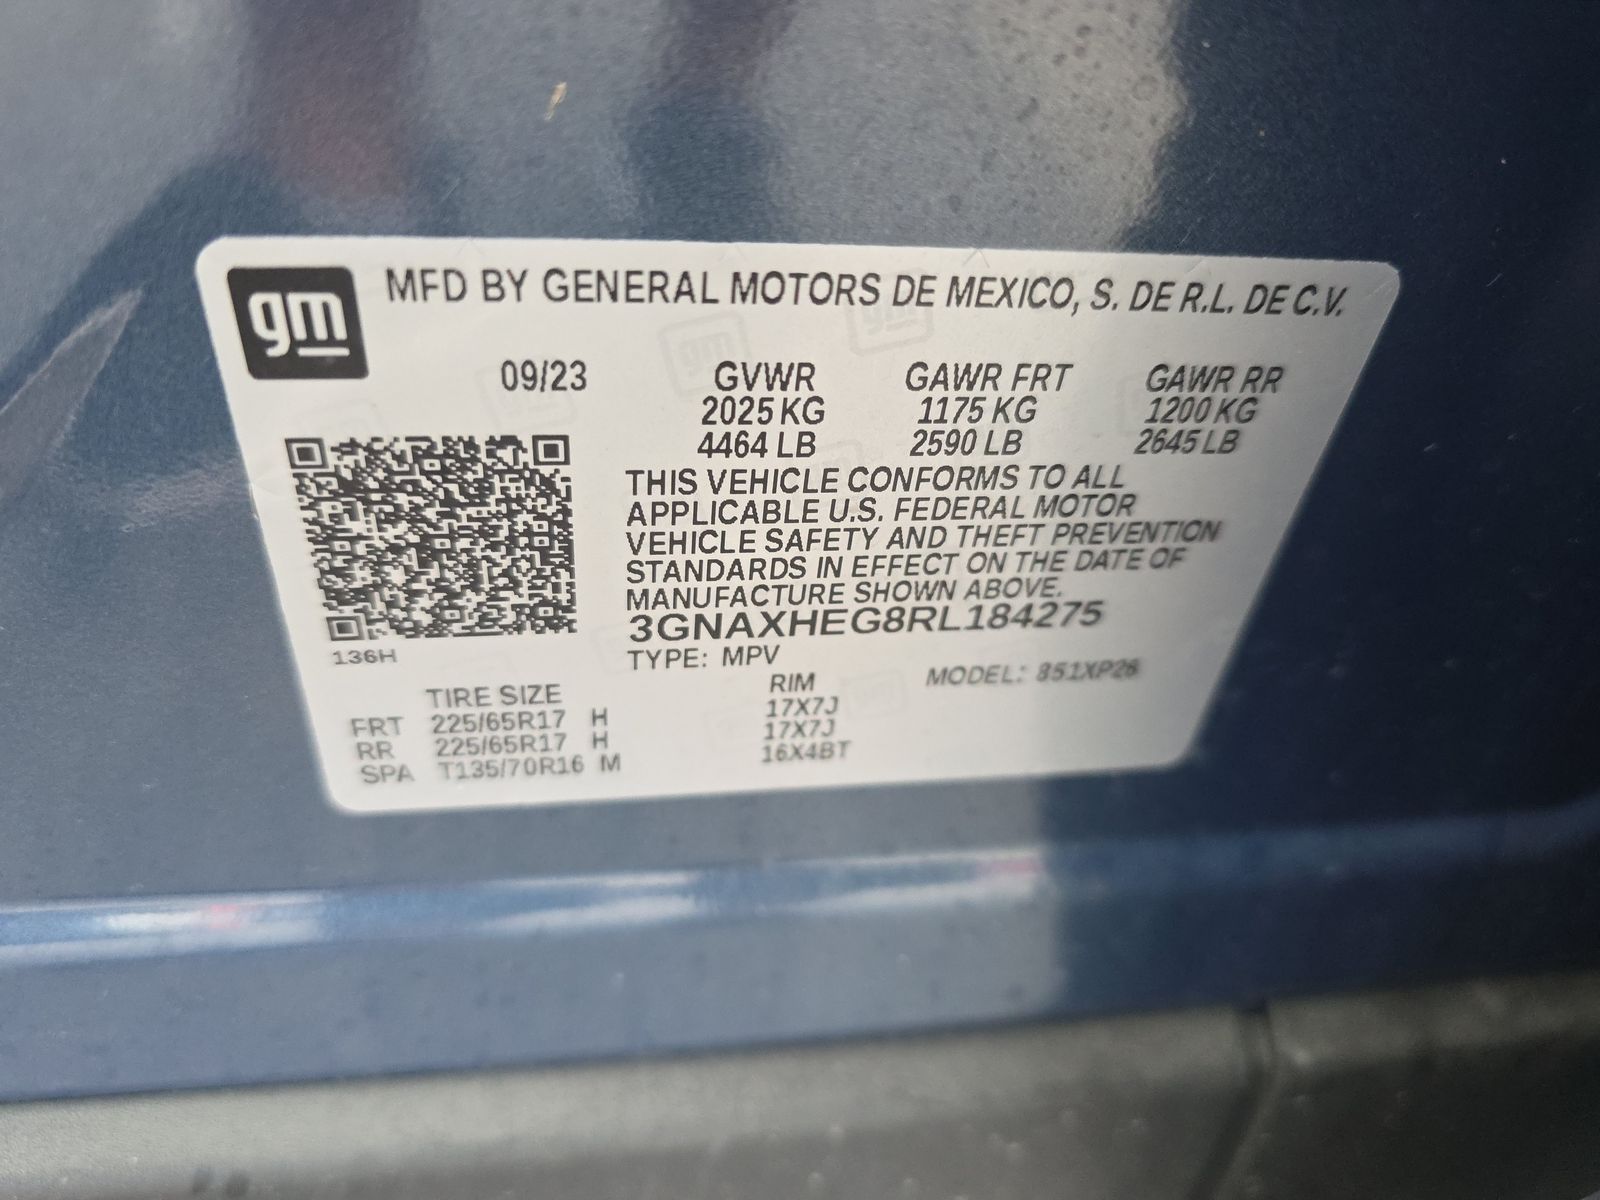 gm MFD BY GENERAL MOTORS DE MEXICO, S. DE R.L. DE C.V.
09/23 GVWR GAWR FRT GAWR RR
2025 KG 1175 KG 1200 KG
4464 LB 2590 LB 2645 LB
THIS VEHICLE CONFORMS TO ALL
APPLICABLE U.S. FEDERAL MOTOR
VEHICLE SAFETY AND THEFT PREVENTION
STANDARDS IN EFFECT ON THE DATE OF
MANUFACTURE SHOWN ABOVE.
3GNAXHEG8RL184275
136H
TYPE: MPV MODEL: 851XP26
TIRE SIZE RIM
FRT 225/65R17 H 17X7J
RR 225/65R17 H 17X7J
SPA T135/70R16 M 16X4BT